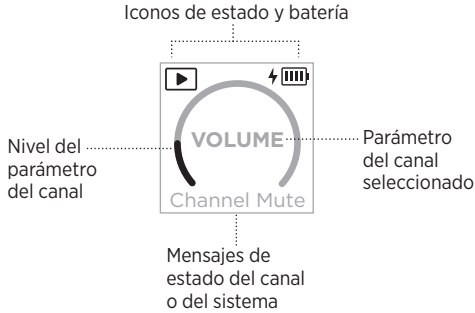 Iconos de estado y batería
VOLUME
Nivel del
parámetro
del canal
Parámetro
del canal
seleccionado
Channel Mute
Mensajes de
estado del canal
o del sistema